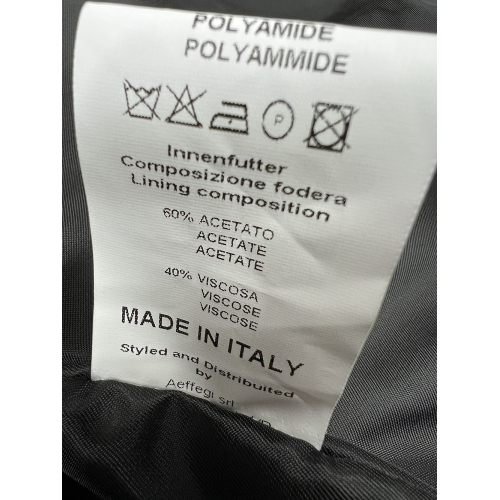 POLYAMIDE
POLYAMMIDE
P
Innenfutter
Composizione fodera
Lining composition
60% ACETATO
ACETATE
ACETATE
40% VISCOSA
VISCOSE
VISCOSE
MADE IN ITALY
Styled and Distribuited
by
Aeffegi srl